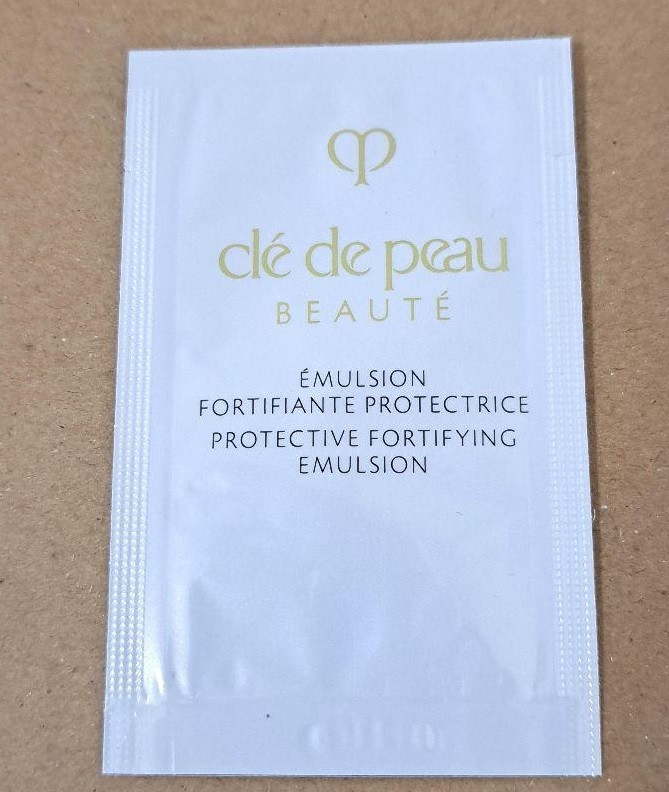 clé de peau
BEAUTÉ
ÉMULSION
FORTIFIANTE PROTECTRICE
PROTECTIVE FORTIFYING
EMULSION